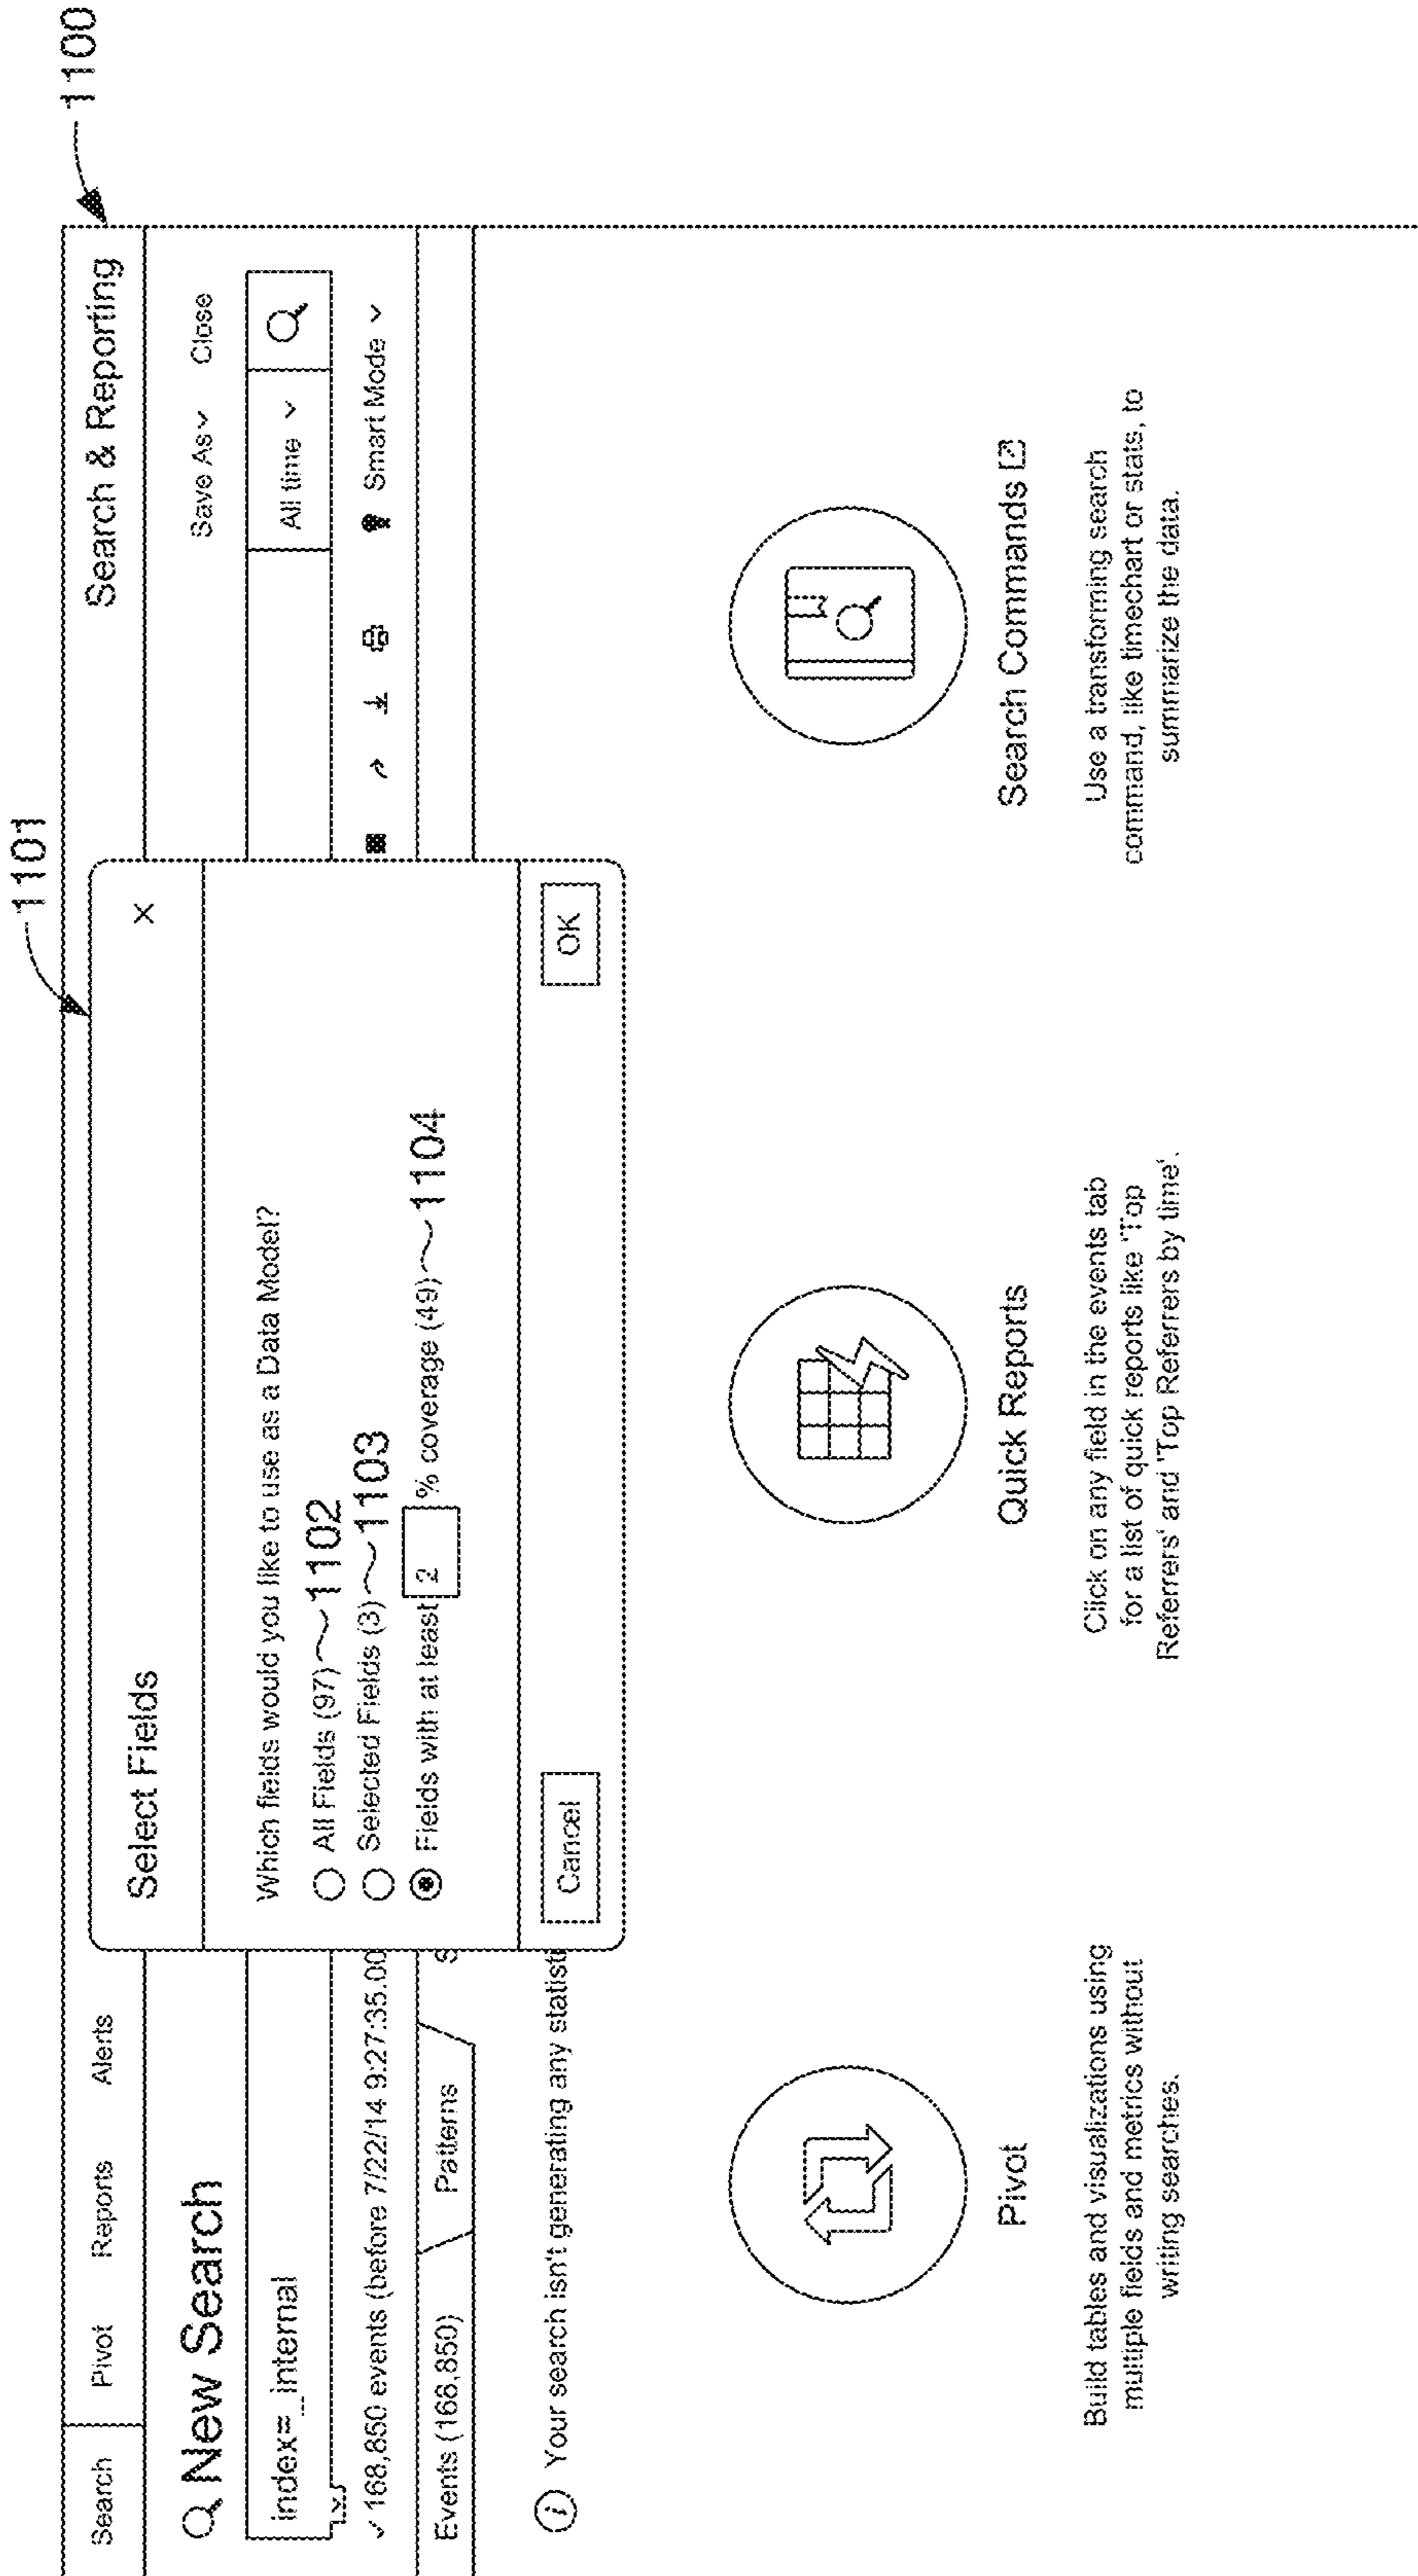 1100
1101
Search Pivot Reports Alerts Search & Reporting
New Search
Save As Close
index=_internal
All time
✓ 168,850 events (before 7/22/14 9:27:35.00
Smart Mode
Events (168,850) Patterns S
Your search isn't generating any statisti
Select Fields ×
Which fields would you like to use as a Data Model?
All Fields (97) 1102
Selected Fields (3) 1103
Fields with at least 2 % coverage (49) 1104
Cancel OK
Pivot
Build tables and visualizations using
multiple fields and metrics without
writing searches.
Quick Reports
Click on any field in the events tab
for a list of quick reports like 'Top
Referrers' and 'Top Referrers by time'.
Search Commands
Use a transforming search
command, like timechart or stats, to
summarize the data.